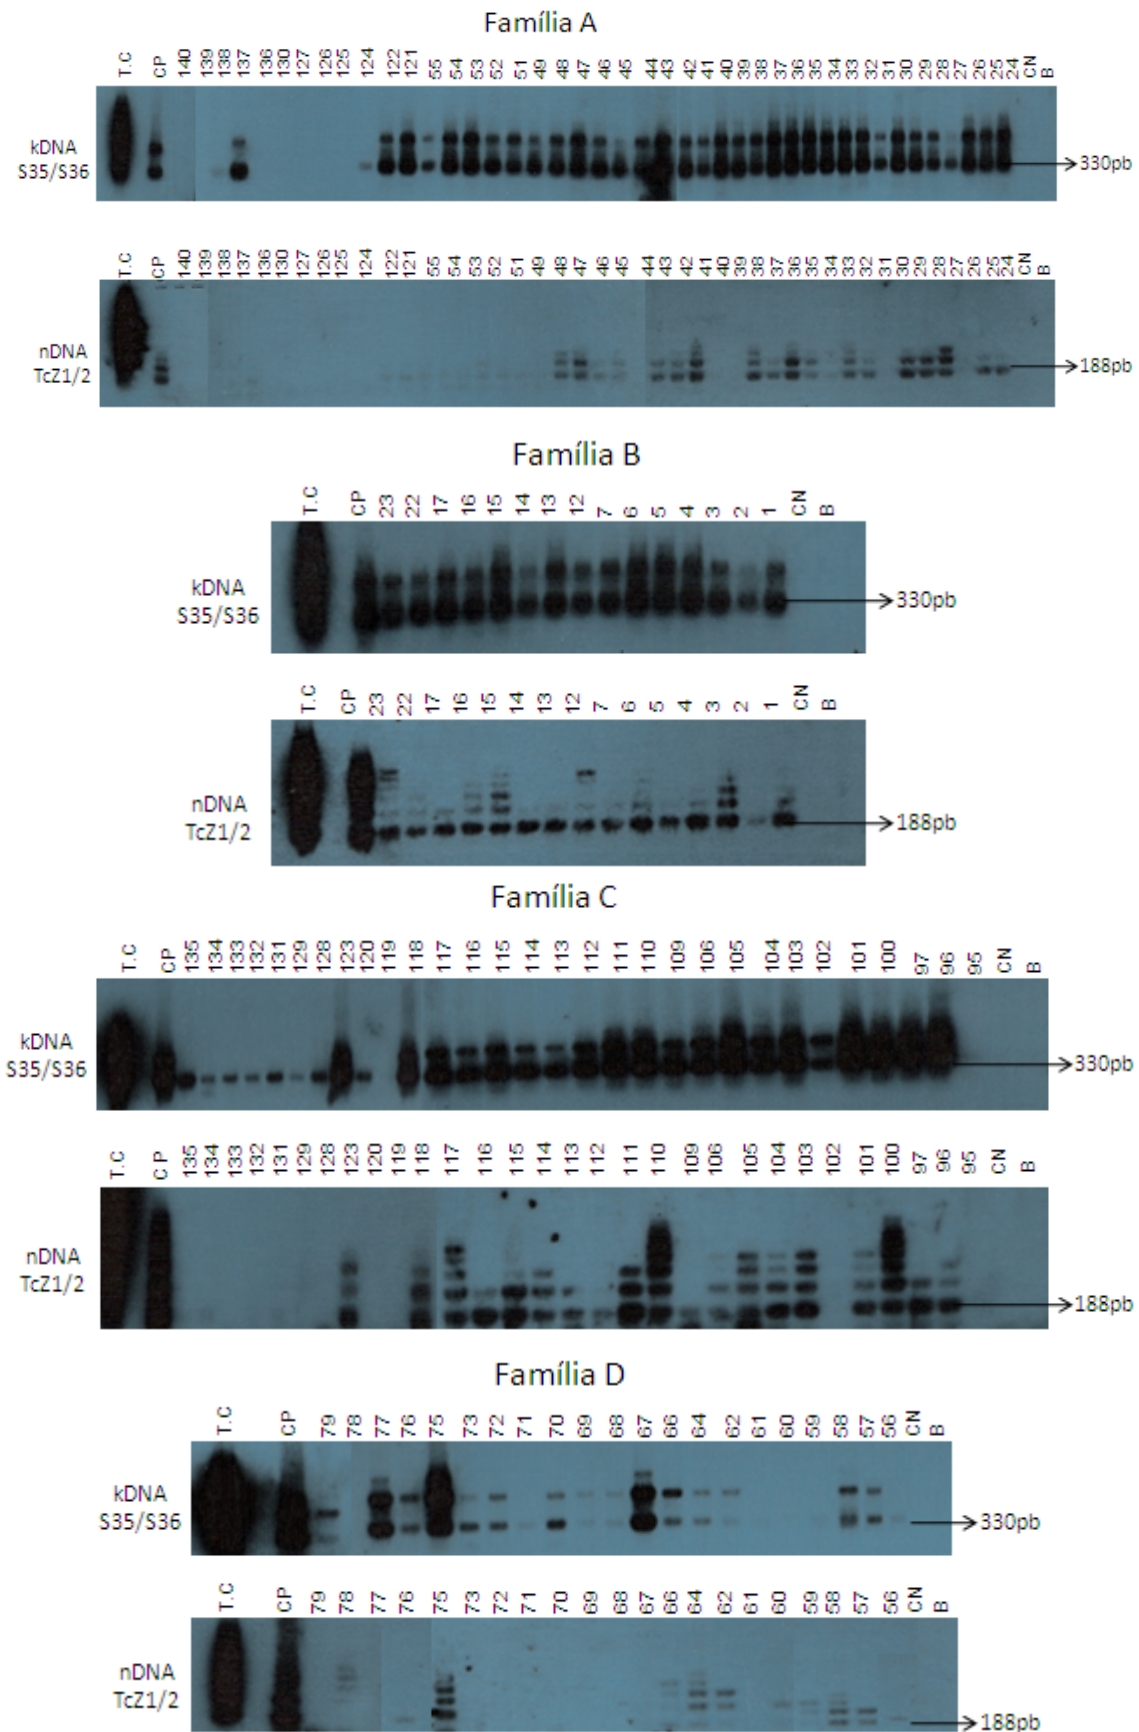 Família A
T.C CP 140 139 138 137 136 130 127 126 125 124 122 121 55 54 53 52 51 49 48 47 46 45 44 43 42 41 40 39 38 37 36 35 34 33 32 31 30 29 28 27 26 25 24 CN B
kDNA
S35/S36
330pb
T.C CP 140 139 138 137 136 130 127 126 125 124 122 121 55 54 53 52 51 49 48 47 46 45 44 43 42 41 40 39 38 37 36 35 34 33 32 31 30 29 28 27 26 25 24 CN B
nDNA
TcZ1/2
188pb
Família B
T.C CP 23 22 17 16 15 14 13 12 7 6 5 4 3 2 1 CN B
kDNA
S35/S36
330pb
T.C CP 23 22 17 16 15 14 13 12 7 6 5 4 3 2 1 CN B
nDNA
TcZ1/2
188pb
Família C
T.C CP 135 134 133 132 131 129 128 123 120 119 118 117 116 115 114 113 112 111 110 109 106 105 104 103 102 101 100 97 96 95 CN B
kDNA
S35/S36
330pb
T.C CP 135 134 133 132 131 129 128 123 120 119 118 117 116 115 114 113 112 111 110 109 106 105 104 103 102 101 100 97 96 95 CN B
nDNA
TcZ1/2
188pb
Família D
T.C CP 79 78 77 76 75 73 72 71 70 69 68 67 66 64 62 61 60 59 58 57 56 CN B
kDNA
S35/S36
330pb
T.C CP 79 78 77 76 75 73 72 71 70 69 68 67 66 64 62 61 60 59 58 57 56 CN B
nDNA
TcZ1/2
188pb